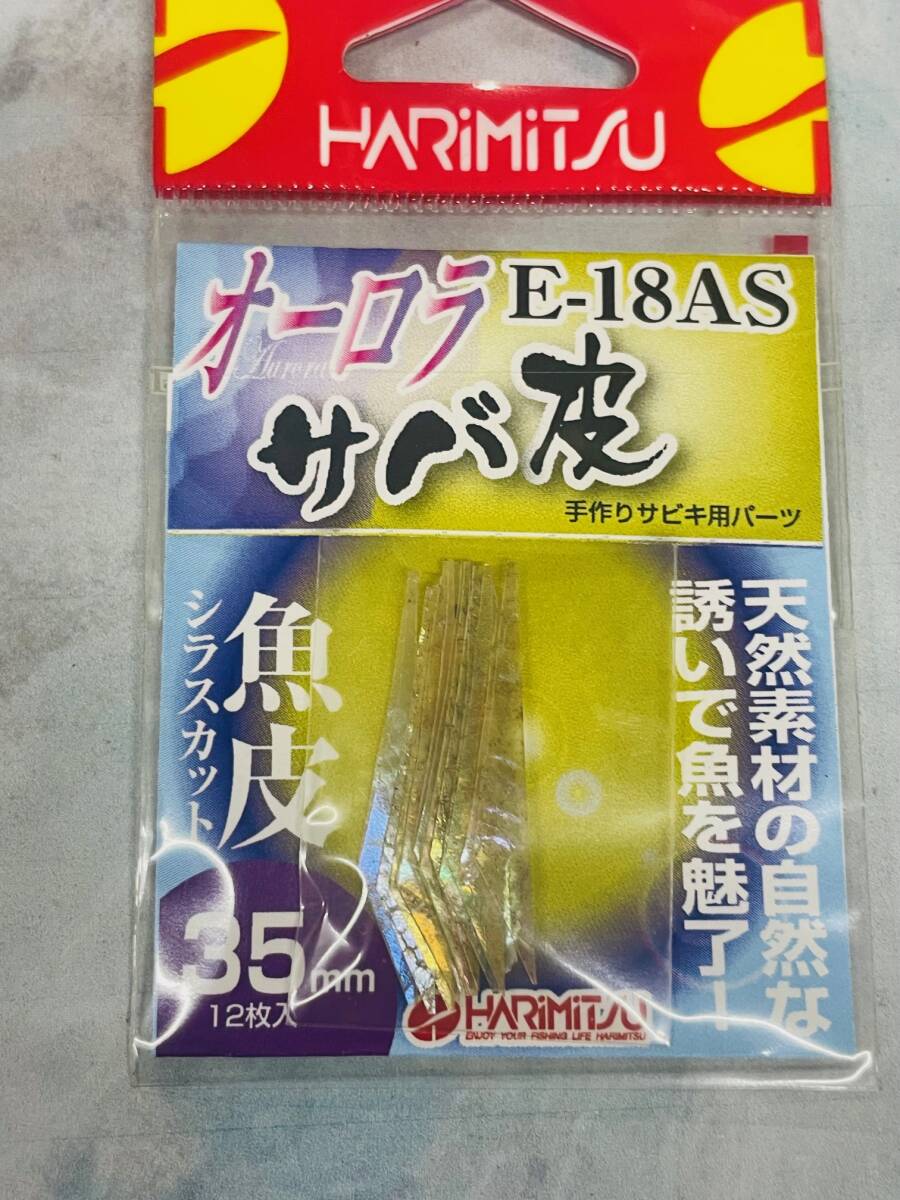 HARiMiTSU
オーロラ
Aurora
E-18AS
サバ皮
手作りサビキ用パーツ
天然素材の自然な
誘いで魚を魅了！
魚皮
シラスカット
35mm
12枚入
HARiMiTSU
ENJOY YOUR FISHING LIFE HARIMITSU